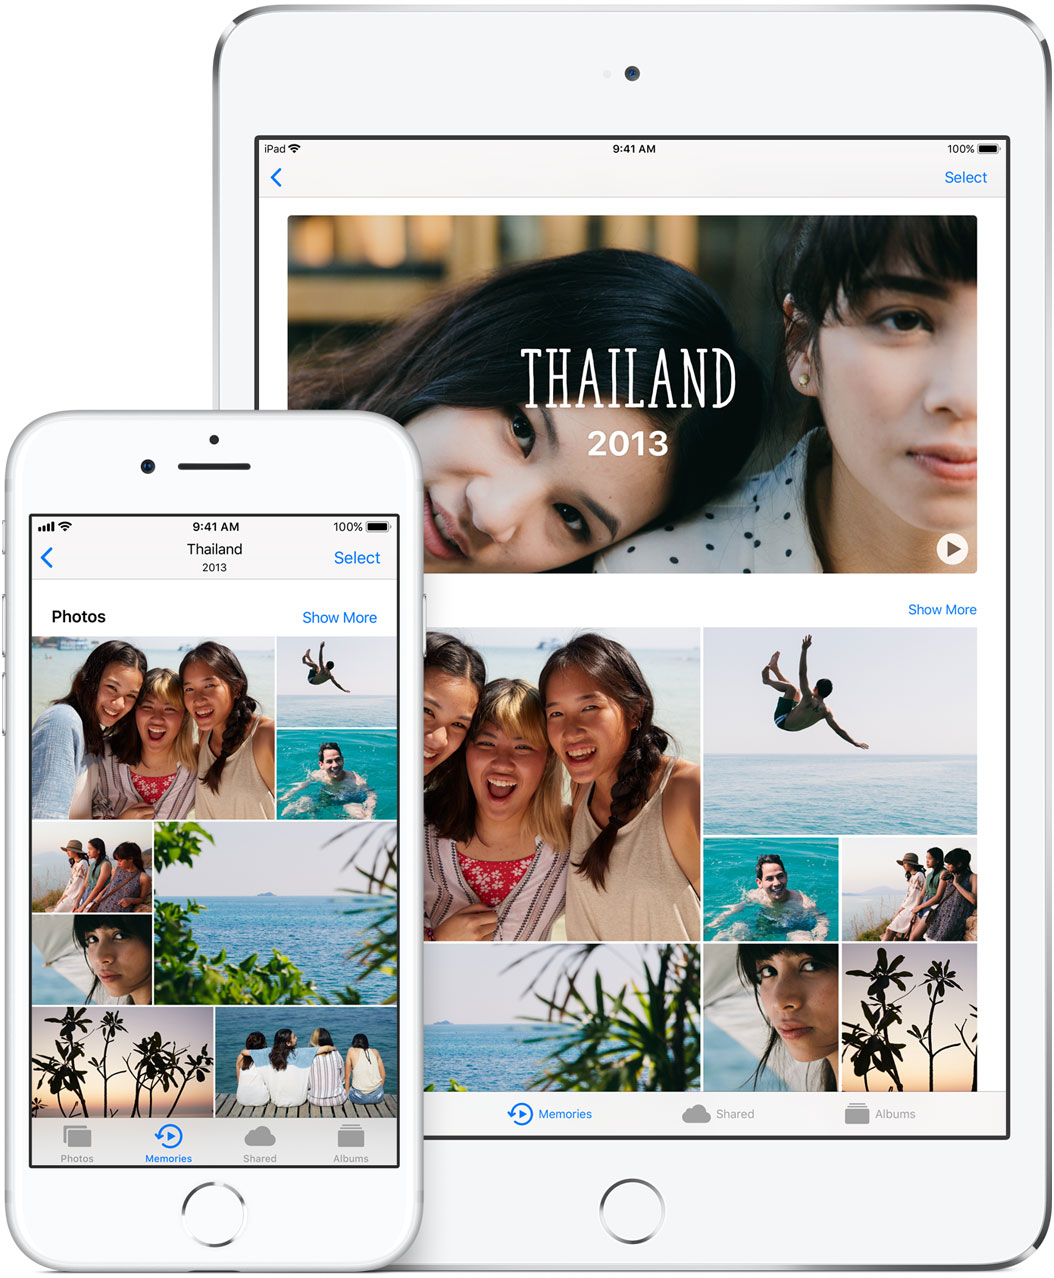 iPad
9:41 AM
100%
Select
THAILAND
2013
Show More
Memories
Shared
Albums
9:41 AM
100%
Thailand
2013
Select
Photos
Show More
Photos
Memories
Shared
Albums